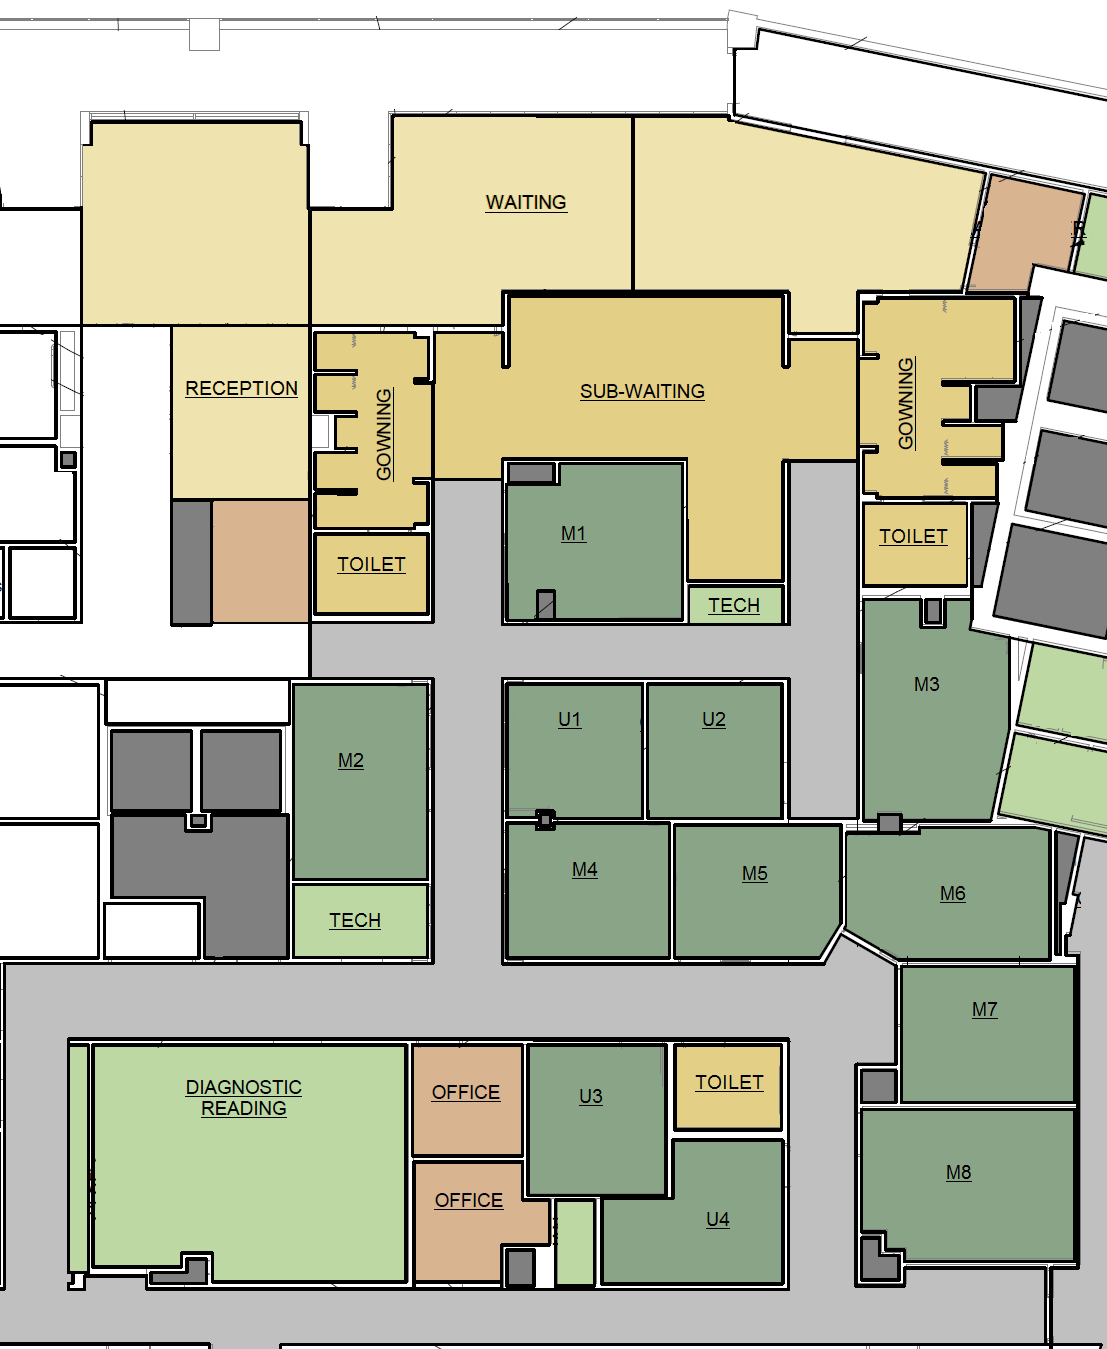 WAITING
RECEPTION
GOWNING
SUB-WAITING
GOWNING
TOILET
M1
TECH
TOILET
M3
M2
U1
U2
M4
M5
M6
TECH
M7
DIAGNOSTIC
READING
OFFICE
U3
TOILET
OFFICE
U4
M8